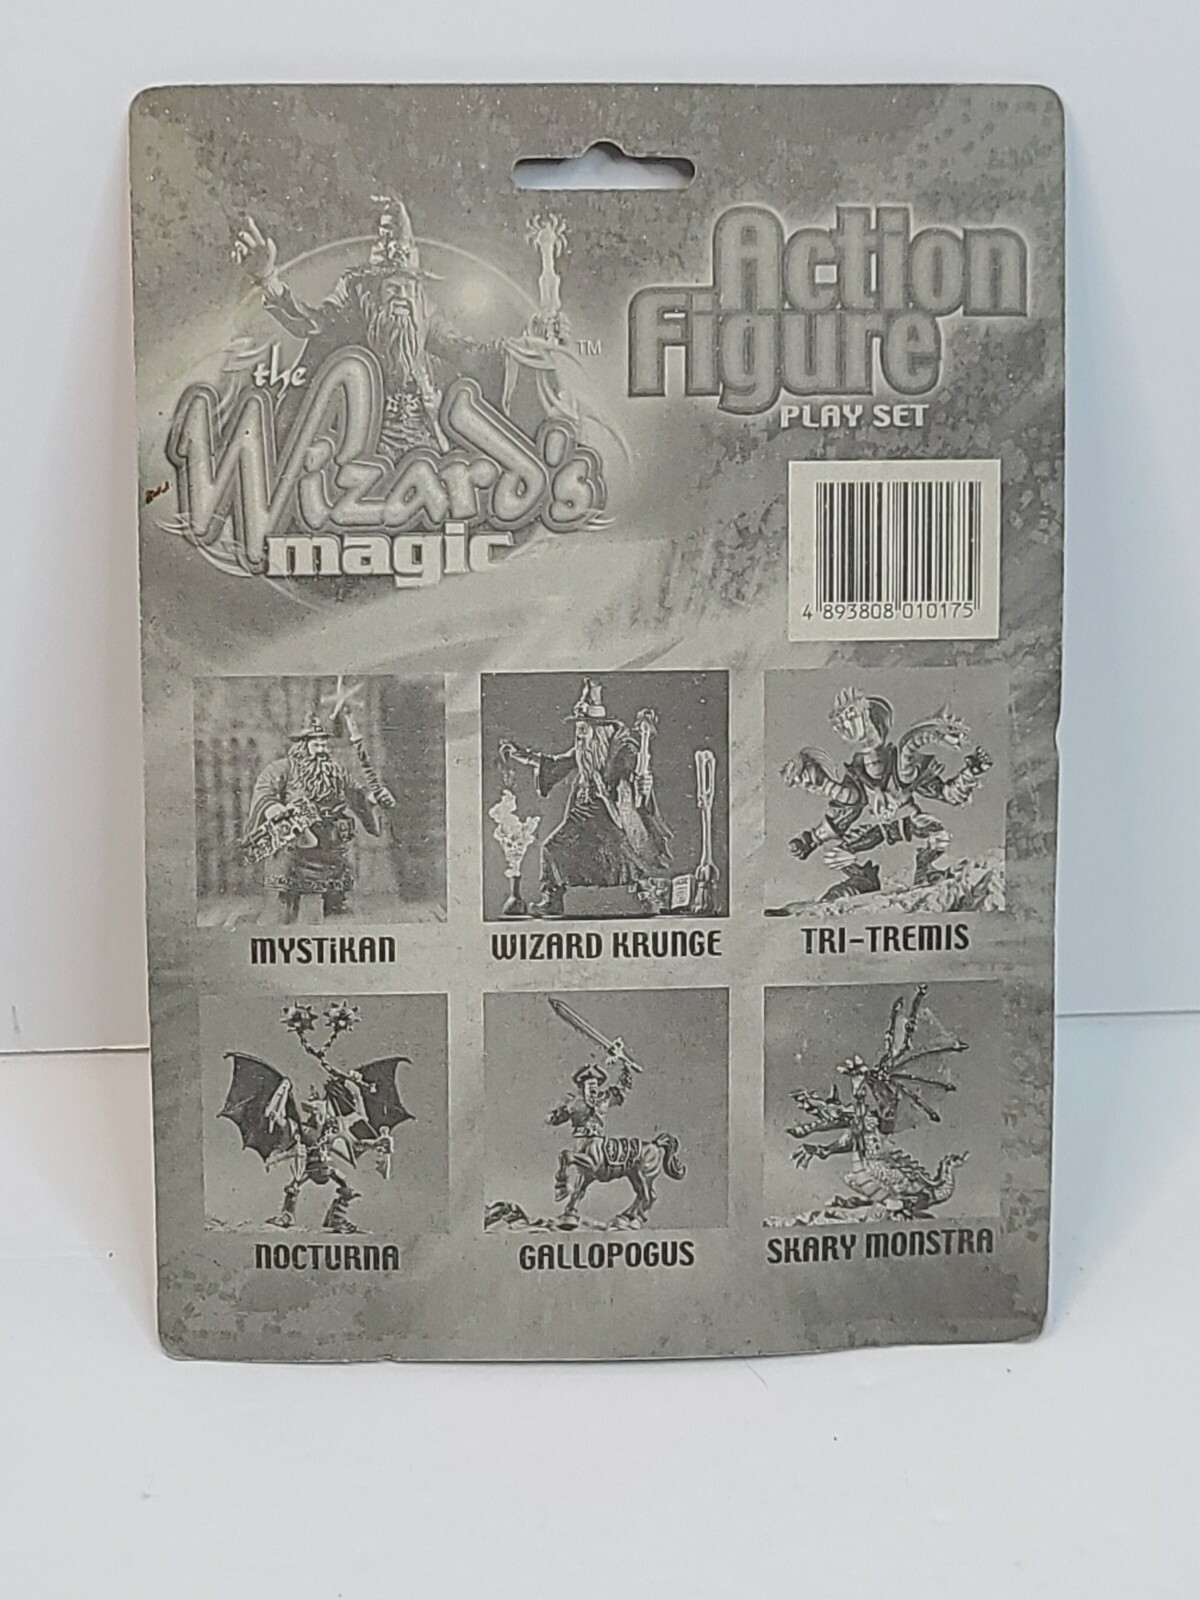 the
Wizard's
magic
TM
Action
Figure
PLAY SET
4 893808 010175
MYSTiKAN
WIZARD KRUNGE
TRI-TREMIS
NOCTURNA
GALLOPOGUS
SKARY MONSTRA